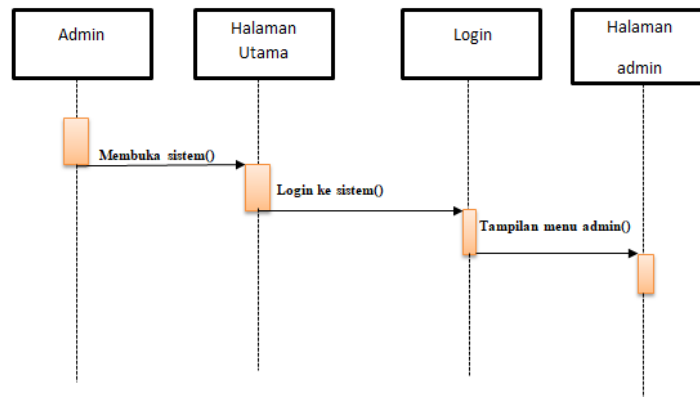 Admin
Halaman
Utama
Login
Halaman
admin
Membuka sistem()
Login ke sistem()
Tampilan menu admin()